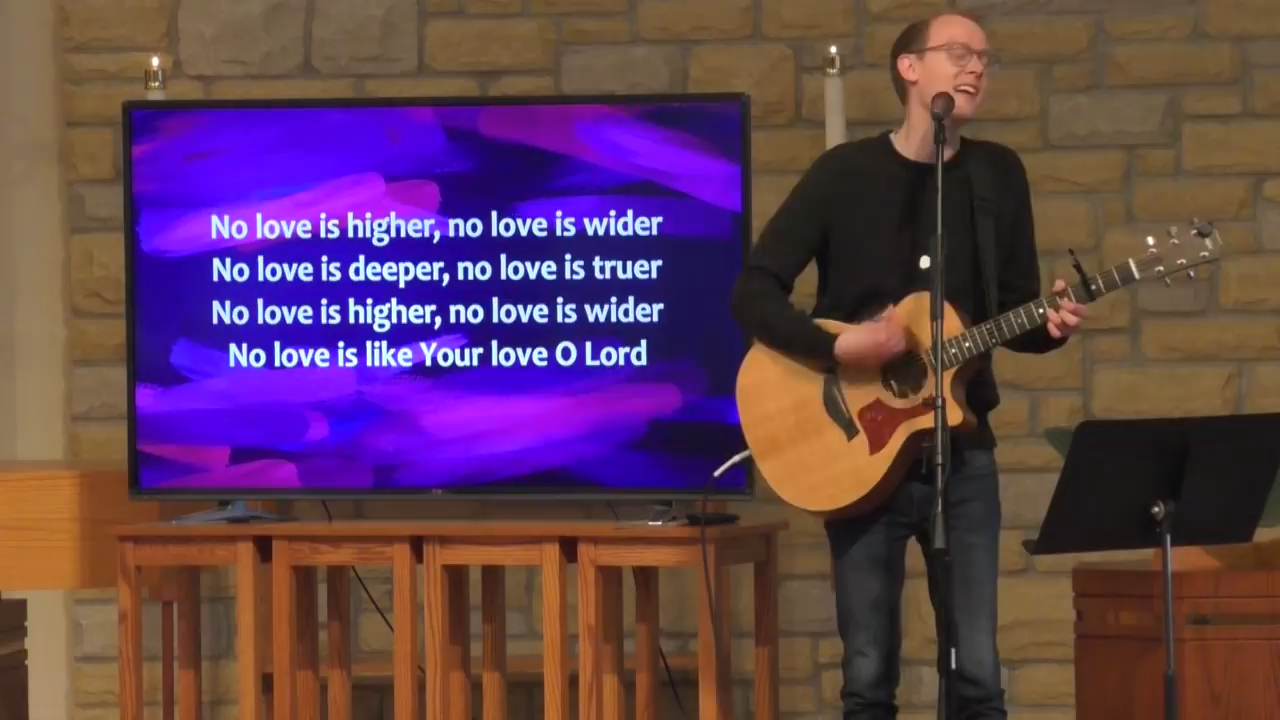 No love is higher, no love is wider
No love is deeper, no love is truer
No love is higher, no love is wider
No love is like Your love O Lord